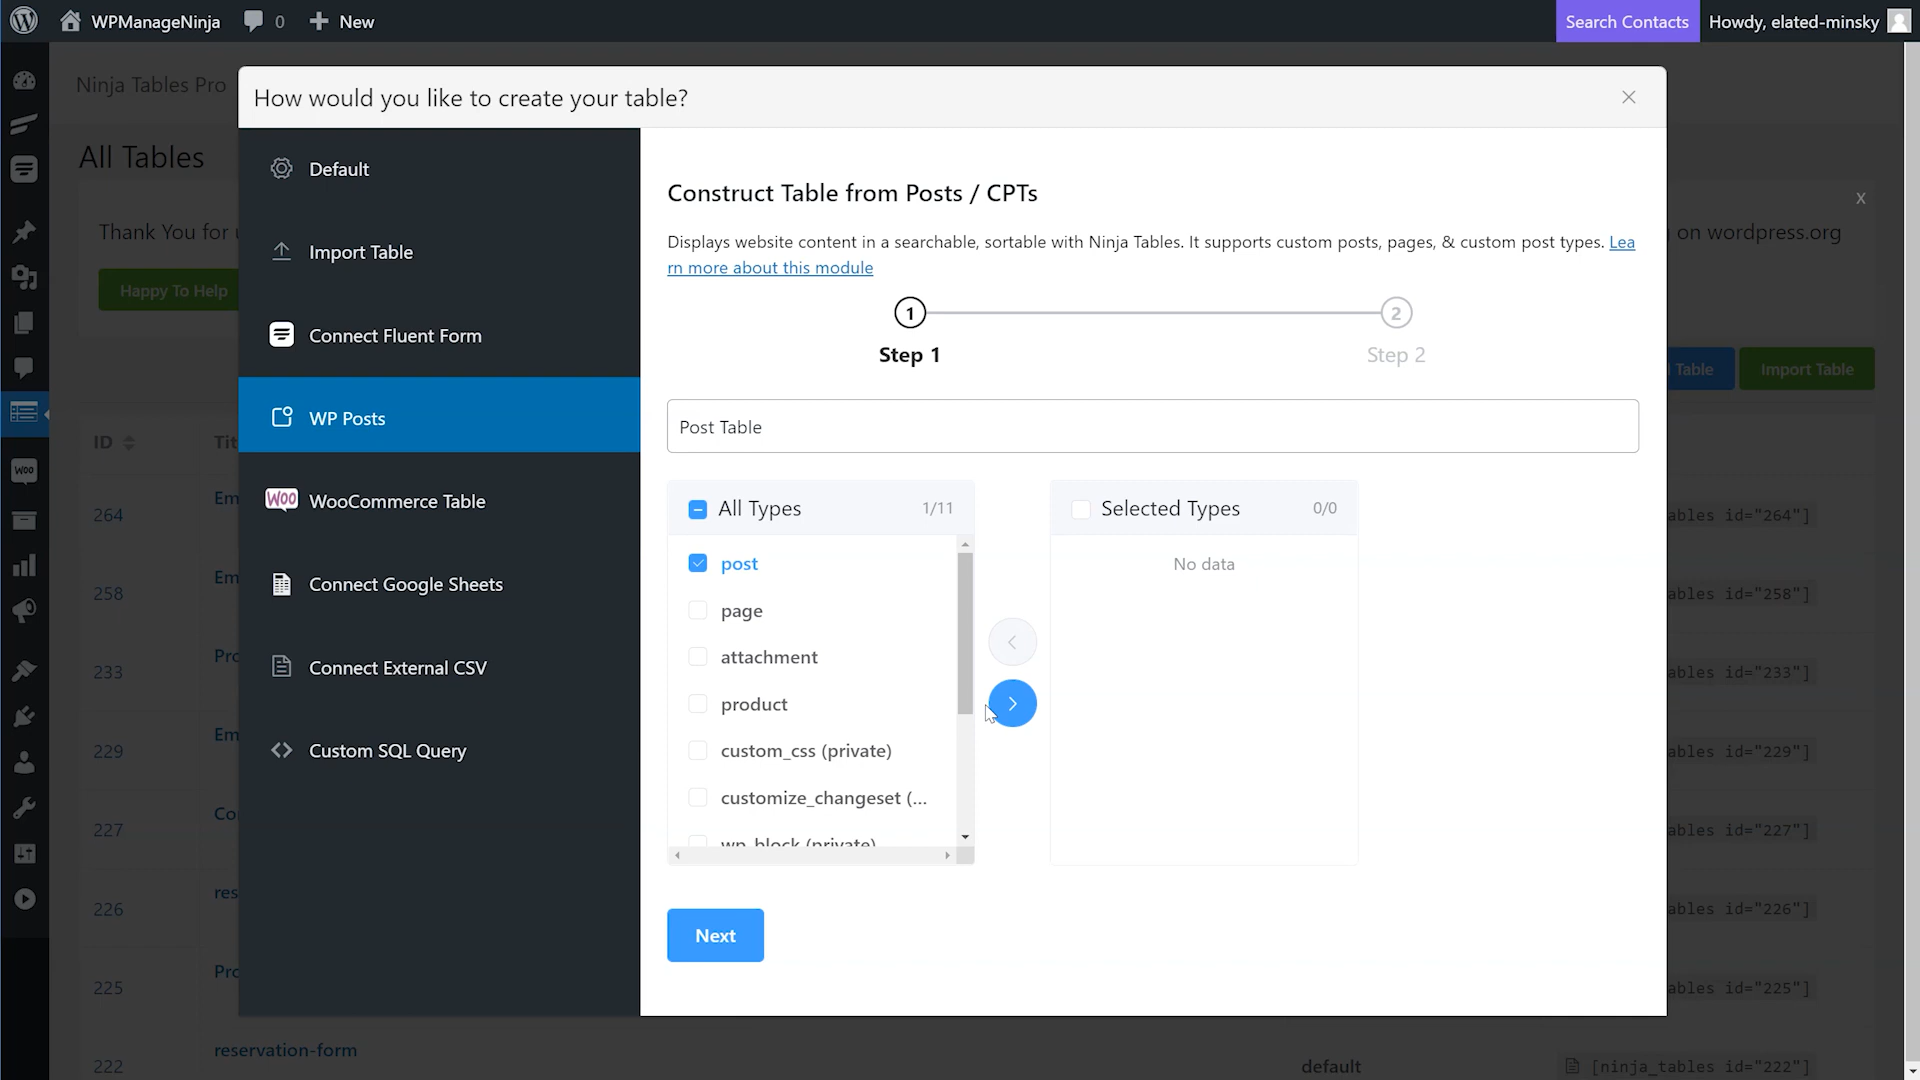 WPManageNinja 0 New Search Contacts Howdy, elated-minsky
Ninja Tables Pro
How would you like to create your table?
All Tables
Default
Construct Table from Posts / CPTs
X
Thank You for
on wordpress.org
Displays website content in a searchable, sortable with Ninja Tables. It supports custom posts, pages, & custom post types. Lea
rn more about this module
Import Table
Happy To Help
1 2
Step 1 Step 2
Connect Fluent Form
Table Import Table
WP Posts
Post Table
ID Tit
WooCommerce Table
All Types 1/11
Selected Types 0/0
264 Em
ables id="264"]
post
No data
page
Connect Google Sheets
258 Em
ables id="258"]
attachment
Connect External CSV
233 Pro
ables id="233"]
product
custom_css (private)
Custom SQL Query
229 Em
ables id="229"]
customize_changeset (...
wp_block (private)
227 Co
ables id="227"]
226 res
ables id="226"]
Next
225 Pro
ables id="225"]
222 reservation-form default [ninja_tables id="222"]
WOO
WOO